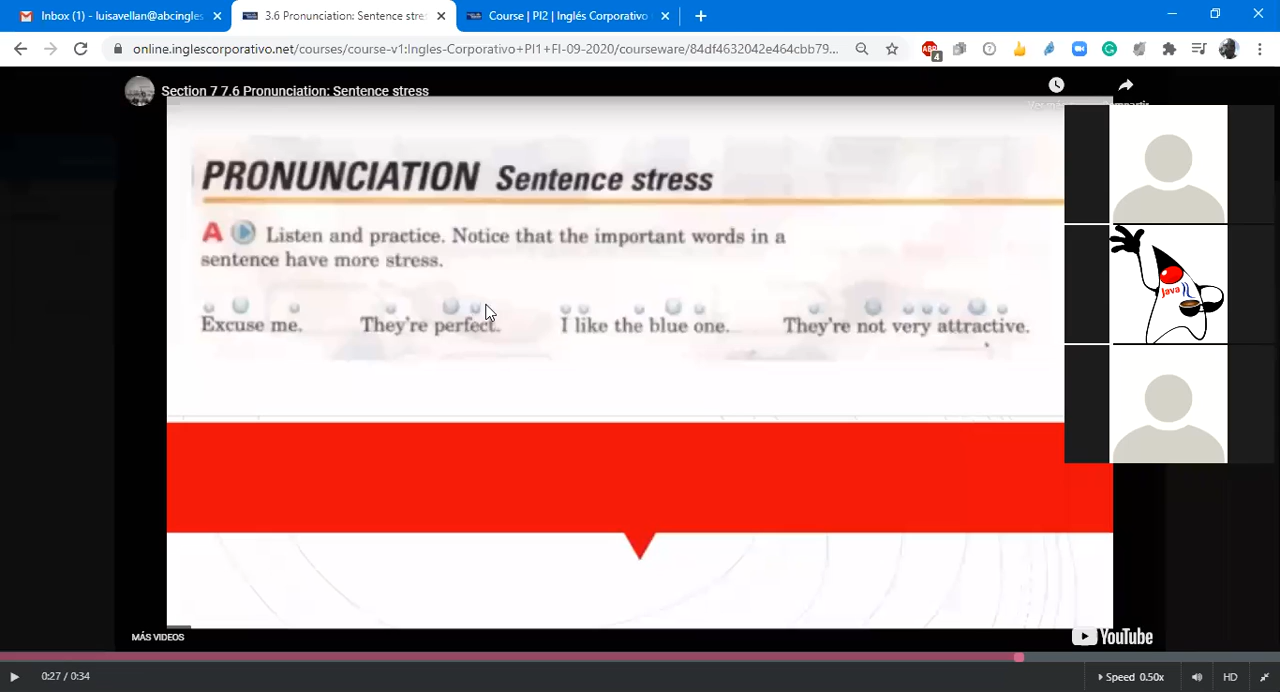 Inbox (1) - luisavellan@abcingles
3.6 Pronunciation: Sentence stres
Course | PI2 | Inglés Corporativo
online.inglescorporativo.net/courses/course-v1:Ingles-Corporativo+PI1+FI-09-2020/courseware/84df4632042e464cbb79...
ABP
4
Section 7 7.6 Pronunciation: Sentence stress
PRONUNCIATION Sentence stress
A Listen and practice. Notice that the important words in a
sentence have more stress.
Excuse me. They're perfect. I like the blue one. They're not very attractive.
Java
MÁS VIDEOS
YouTube
0:27 / 0:34
Speed 0.50x
HD